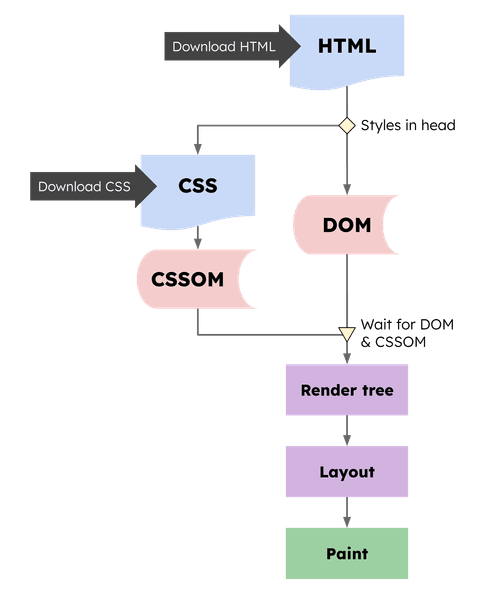 Download HTML
HTML
Styles in head
Download CSS
CSS
DOM
CSSOM
Wait for DOM
& CSSOM
Render tree
Layout
Paint